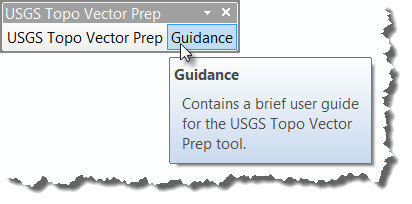 USGS Topo Vector Prep
USGS Topo Vector Prep Guidance
Guidance
Contains a brief user guide
for the USGS Topo Vector
Prep tool.